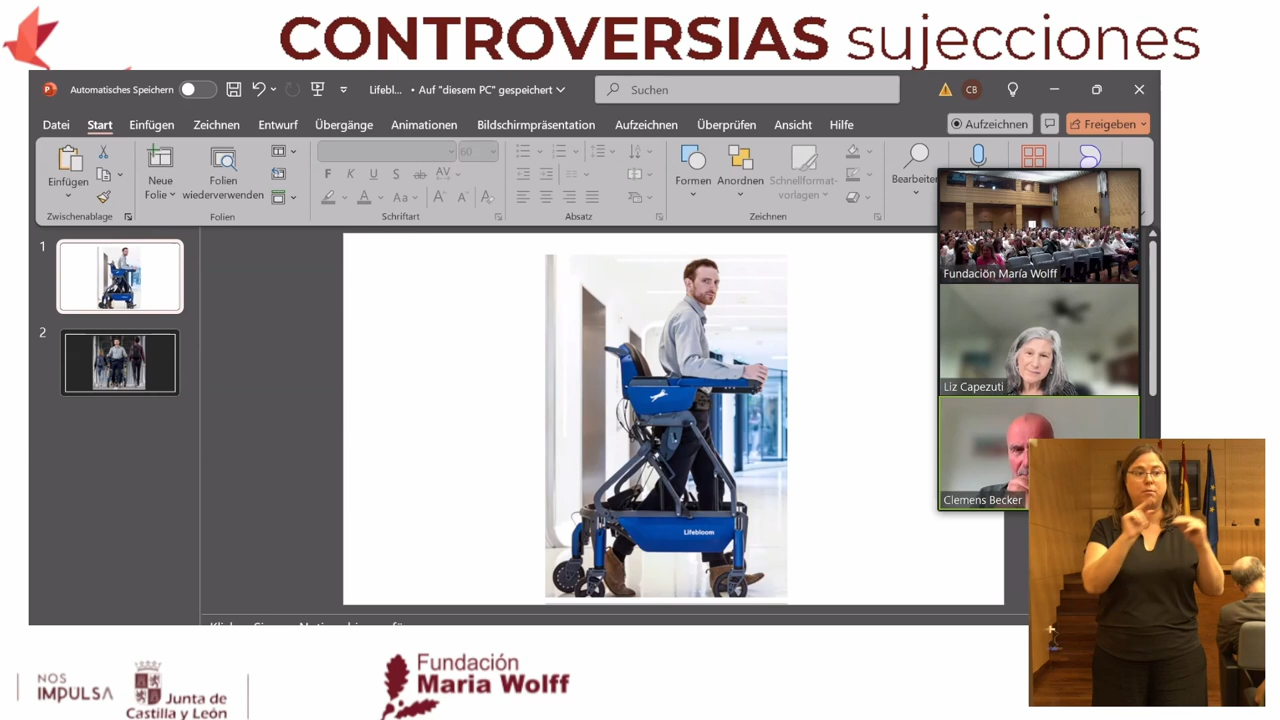 CONTROVERSIAS sujecciones
Automatisches Speichern
Lifebl... • Auf "diesem PC" gespeichert
Suchen
CB
Datei Start Einfügen Zeichnen Entwurf Übergänge Animationen Bildschirmpräsentation Aufzeichnen Überprüfen Ansicht Hilfe
Aufzeichnen
Freigeben
Einfügen
Neue
Folie
Folien
wiederverwenden
60
F K U S ab AV
A Aa A A A
Formen
Anordnen
Schnellformat-
vorlagen
Bearbeiten
Zwischenablage
Folien
Schriftart
Absatz
Zeichnen
1
2
Lifebloom
Fundación María Wolff
Liz Capezuti
Clemens Becker
NOS
IMPULSA
Junta de
Castilla y León
Fundación
Maria Wolff